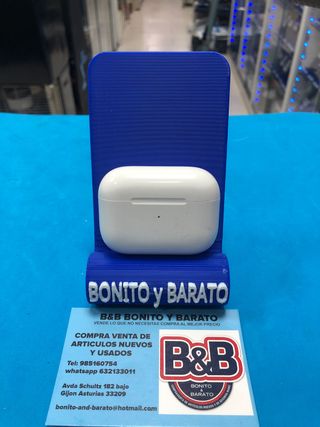 BONITO y BARATO
B&B BONITO Y BARATO
VENDE LO QUE NO NECESITAS COMPRA AL MEJOR PRECIO
COMPRA VENTA DE
ARTICULOS NUEVOS
Y USADOS
Tel: 985160754
whatsapp 632133011
Avda Schultz 182 bajo
Gijon Asturias 33209
bonito-and-barato@hotmail.com
B&B
BONITO
&
BARATO